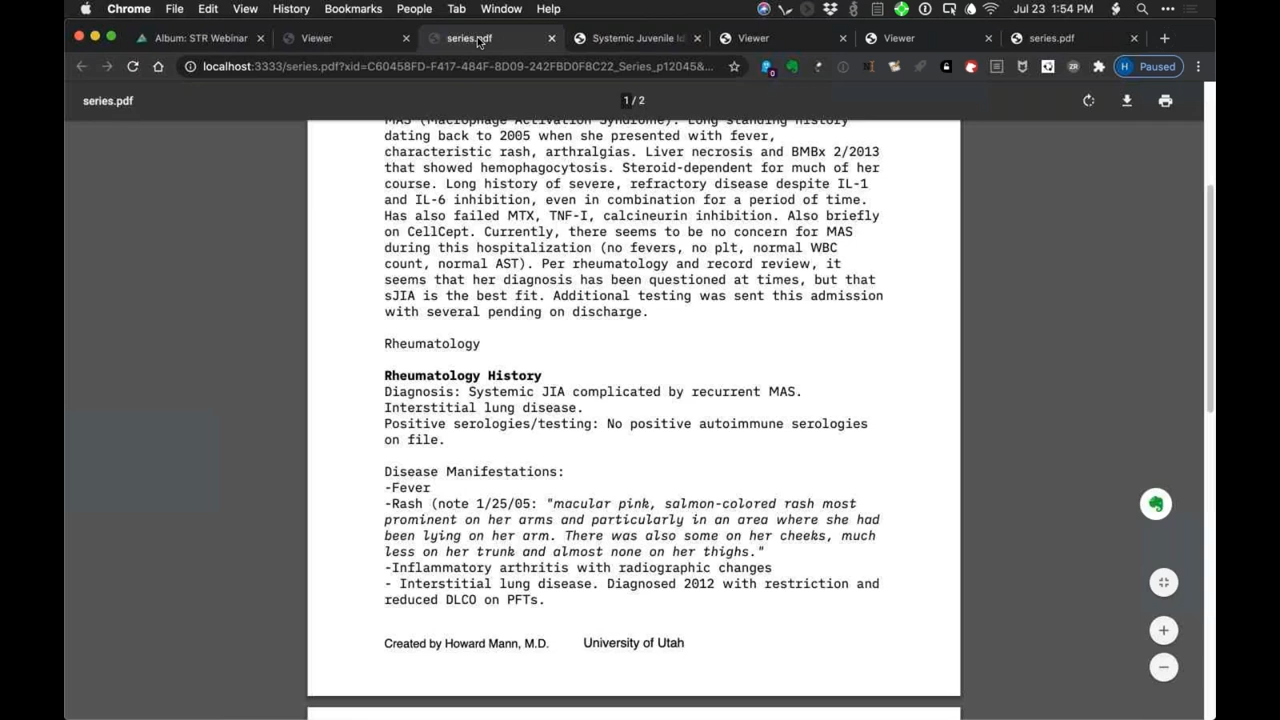 Chrome File Edit View History Bookmarks People Tab Window Help Jul 23 1:54 PM
Album: STR Webinar Viewer series.pdf Systemic Juvenile Id Viewer Viewer series.pdf
localhost:3333/series.pdf?xid=C60458FD-F417-484F-8D09-242FBD0F8C22_Series_p12045&... 0 ZR H Paused
series.pdf 1 / 2
MAS (Macrophage Activation Syndrome). Long standing history
dating back to 2005 when she presented with fever,
characteristic rash, arthralgias. Liver necrosis and BMBx 2/2013
that showed hemophagocytosis. Steroid-dependent for much of her
course. Long history of severe, refractory disease despite IL-1
and IL-6 inhibition, even in combination for a period of time.
Has also failed MTX, TNF-I, calcineurin inhibition. Also briefly
on CellCept. Currently, there seems to be no concern for MAS
during this hospitalization (no fevers, no plt, normal WBC
count, normal AST). Per rheumatology and record review, it
seems that her diagnosis has been questioned at times, but that
sJIA is the best fit. Additional testing was sent this admission
with several pending on discharge.
Rheumatology
Rheumatology History
Diagnosis: Systemic JIA complicated by recurrent MAS.
Interstitial lung disease.
Positive serologies/testing: No positive autoimmune serologies
on file.
Disease Manifestations:
-Fever
-Rash (note 1/25/05: "macular pink, salmon-colored rash most
prominent on her arms and particularly in an area where she had
been lying on her arm. There was also some on her cheeks, much
less on her trunk and almost none on her thighs."
-Inflammatory arthritis with radiographic changes
- Interstitial lung disease. Diagnosed 2012 with restriction and
reduced DLCO on PFTs.
Created by Howard Mann, M.D. University of Utah